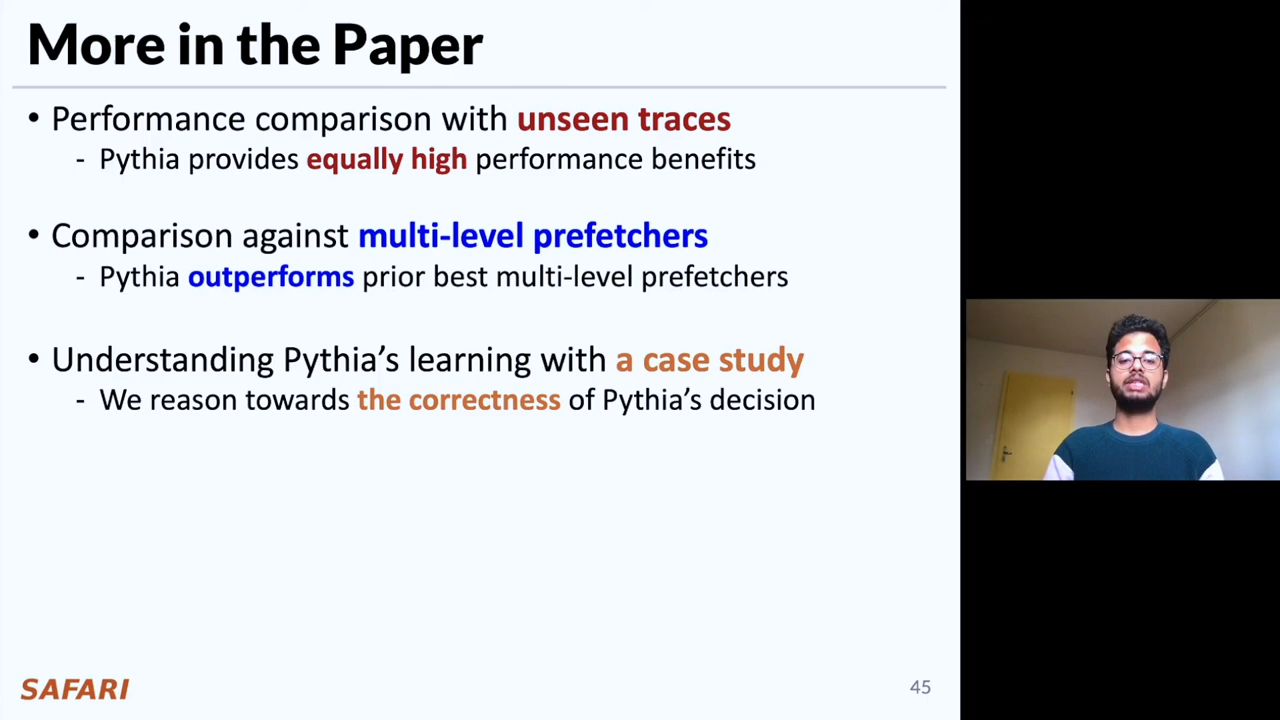 More in the Paper
• Performance comparison with unseen traces
- Pythia provides equally high performance benefits
• Comparison against multi-level prefetchers
- Pythia outperforms prior best multi-level prefetchers
• Understanding Pythia's learning with a case study
- We reason towards the correctness of Pythia's decision
SAFARI
45